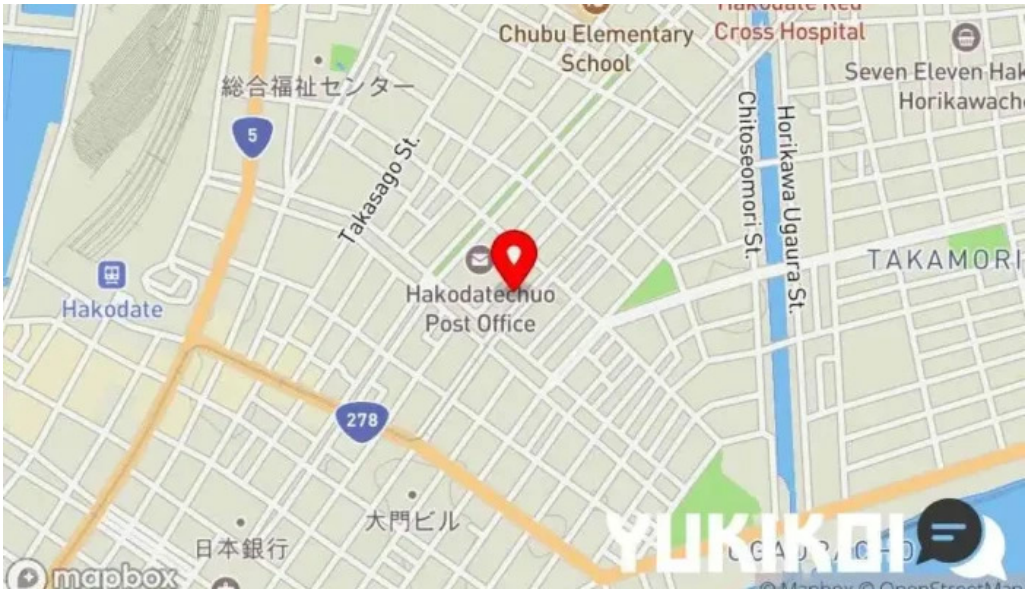 Hakodate Red
Cross Hospital
Chubu Elementary
School
Seven Eleven Hak
Horikawach
総合福祉センター
5
Takasago St.
Chitoseomori St.
Horikawa Ugaura St.
TAKAMORI
Hakodate
Hakodatechuo
Post Office
278
大門ビル
日本銀行
YUKIKOI
UGAURACHO
mapbox
© Mapbox © OpenStreetMap